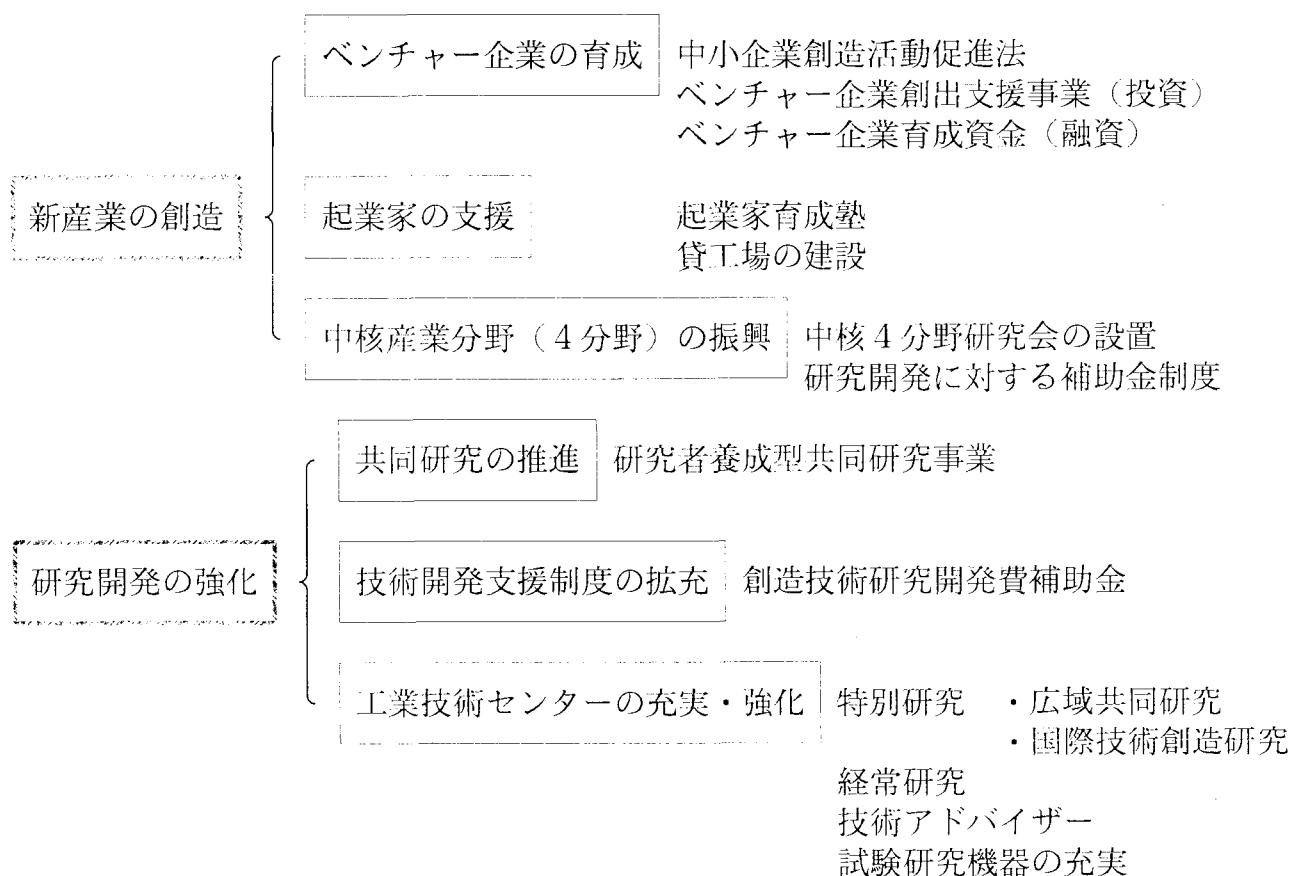 ベンチャー企業の育成 中小企業創造活動促進法
ベンチャー企業創出支援事業（投資）
ベンチャー企業育成資金（融資）
新産業の創造 起業家の支援 起業家育成塾
貸工場の建設
中核産業分野（４分野）の振興 中核４分野研究会の設置
研究開発に対する補助金制度
共同研究の推進 研究者養成型共同研究事業
研究開発の強化 技術開発支援制度の拡充 創造技術研究開発費補助金
工業技術センターの充実・強化 特別研究 ・広域共同研究
・国際技術創造研究
経常研究
技術アドバイザー
試験研究機器の充実